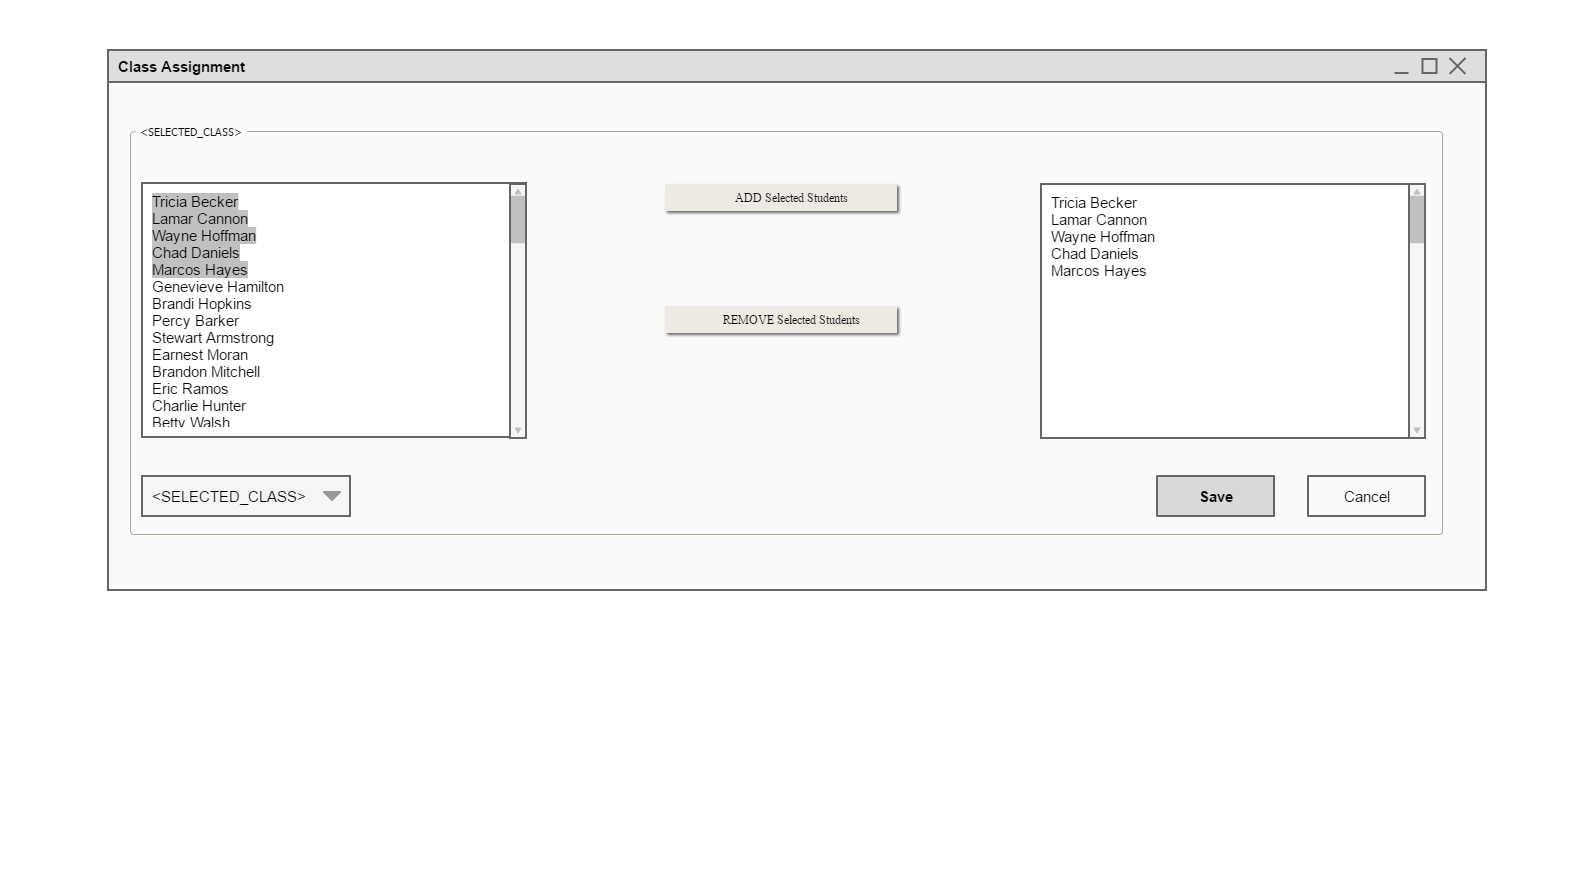 Class Assignment
<SELECTED_CLASS>
Tricia Becker
Lamar Cannon
Wayne Hoffman
Chad Daniels
Marcos Hayes
Genevieve Hamilton
Brandi Hopkins
Percy Barker
Stewart Armstrong
Earnest Moran
Brandon Mitchell
Eric Ramos
Charlie Hunter
Betty Walsh
ADD Selected Students
REMOVE Selected Students
Tricia Becker
Lamar Cannon
Wayne Hoffman
Chad Daniels
Marcos Hayes
<SELECTED_CLASS>
Save
Cancel